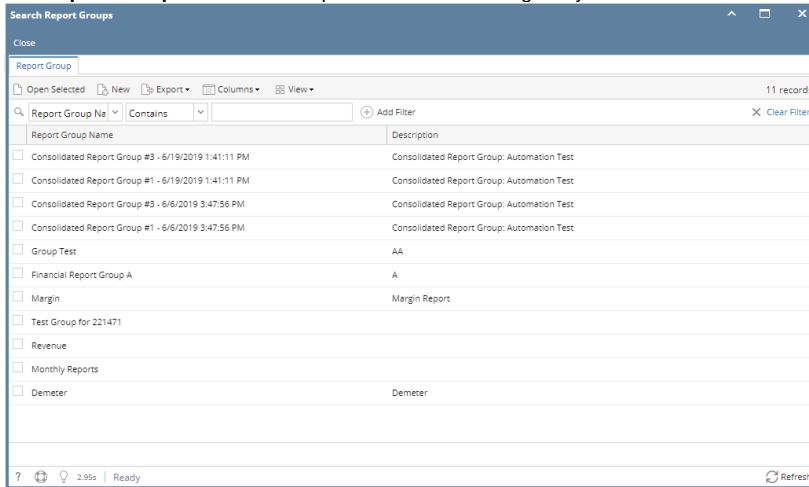 Search Report Groups
Close
Report Group
Open Selected New Export Columns View 11 record
Report Group Na Contains Add Filter Clear Filter
Report Group Name Description
Consolidated Report Group #3 - 6/19/2019 1:41:11 PM Consolidated Report Group: Automation Test
Consolidated Report Group #1 - 6/19/2019 1:41:11 PM Consolidated Report Group: Automation Test
Consolidated Report Group #3 - 6/6/2019 3:47:56 PM Consolidated Report Group: Automation Test
Consolidated Report Group #1 - 6/6/2019 3:47:56 PM Consolidated Report Group: Automation Test
Group Test AA
Financial Report Group A A
Margin Margin Report
Test Group for 221471
Revenue
Monthly Reports
Demeter Demeter
? 2.95s Ready Refresh